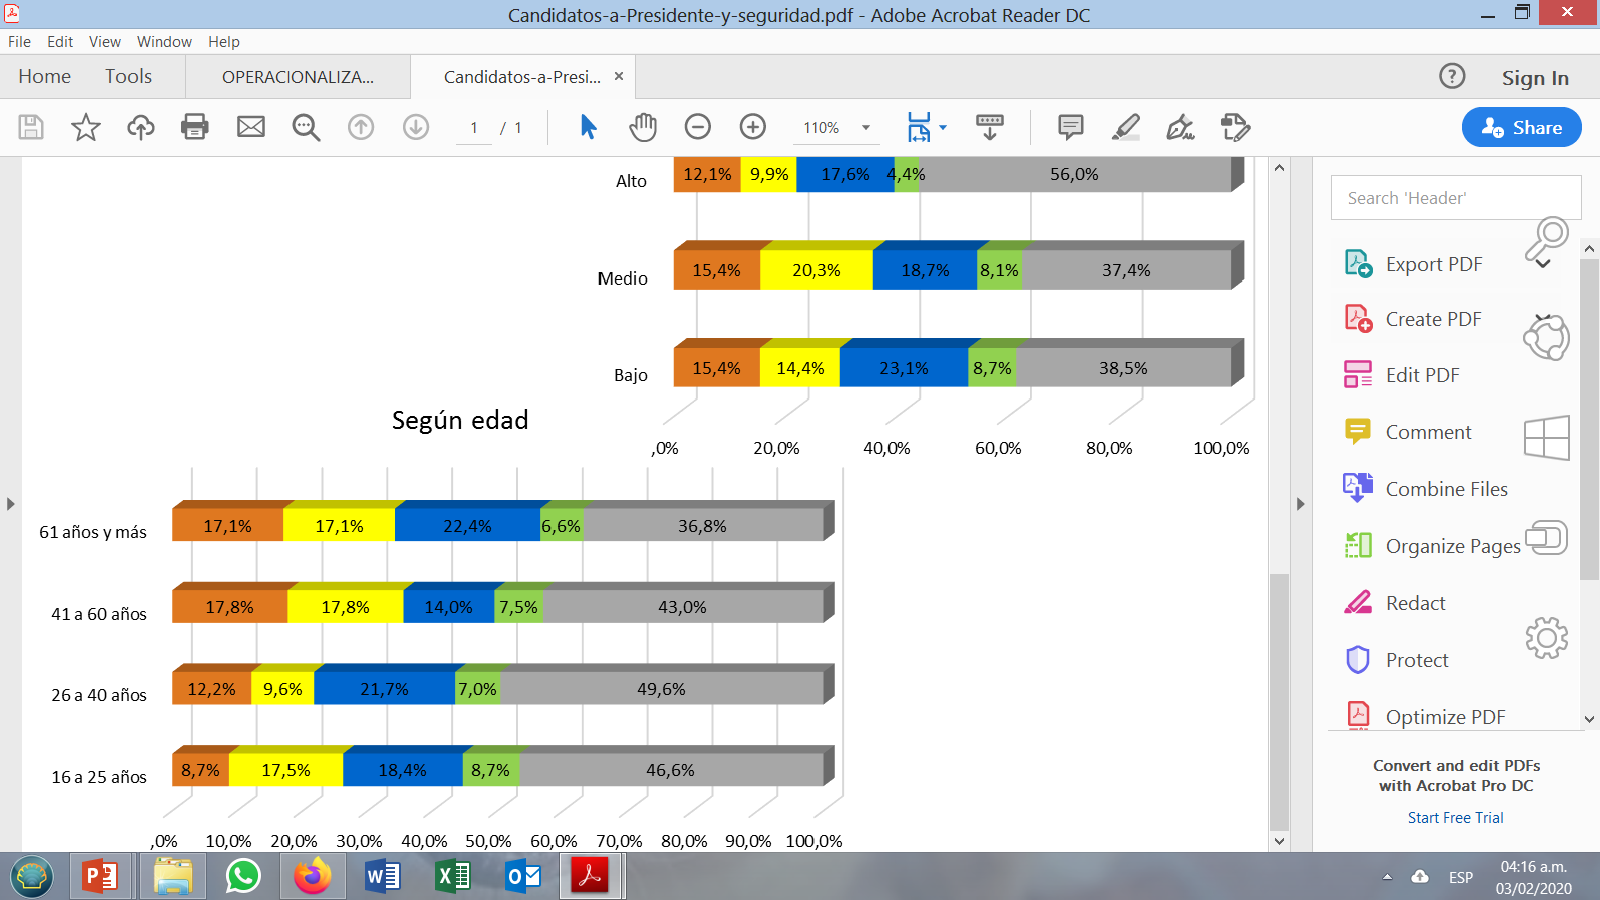 Candidatos-a-Presidente-y-seguridad.pdf - Adobe Acrobat Reader DC
File Edit View Window Help
Home Tools OPERACIONALIZA... Candidatos-a-Presi... × ? Sign In
1 / 1 110% Share
Alto 12,1% 9,9% 17,6% 4,4% 56,0%
Medio 15,4% 20,3% 18,7% 8,1% 37,4%
Bajo 15,4% 14,4% 23,1% 8,7% 38,5%
,0% 20,0% 40,0% 60,0% 80,0% 100,0%
Según edad
61 años y más 17,1% 17,1% 22,4% 6,6% 36,8%
41 a 60 años 17,8% 17,8% 14,0% 7,5% 43,0%
26 a 40 años 12,2% 9,6% 21,7% 7,0% 49,6%
16 a 25 años 8,7% 17,5% 18,4% 8,7% 46,6%
,0% 10,0% 20,0% 30,0% 40,0% 50,0% 60,0% 70,0% 80,0% 90,0% 100,0%
Search 'Header'
Export PDF
Create PDF
Edit PDF
Comment
Combine Files
Organize Pages
Redact
Protect
Optimize PDF
Convert and edit PDFs
with Acrobat Pro DC
Start Free Trial
ESP
04:16 a.m.
03/02/2020